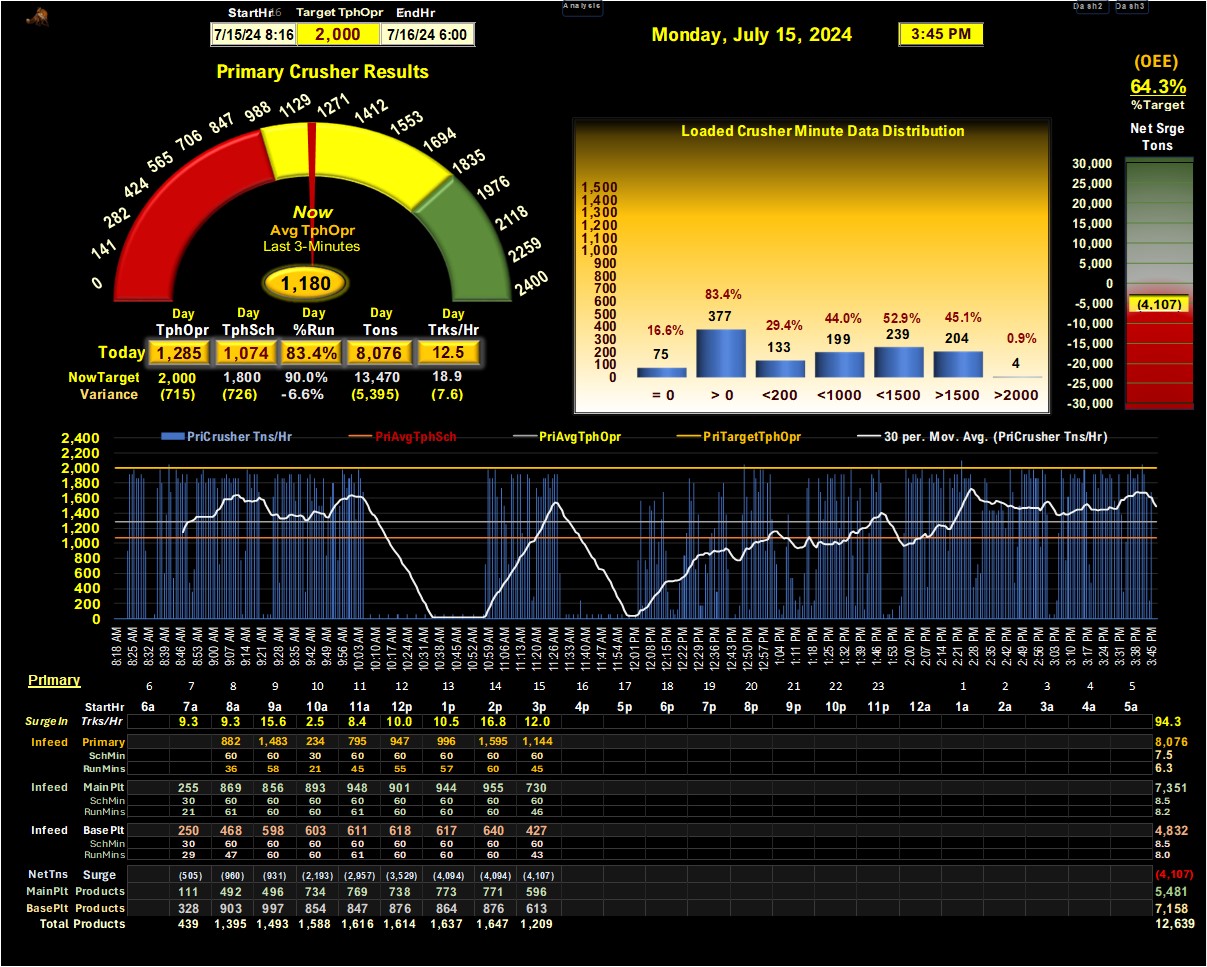 Analysis Dash2 Dash3
StartHr 16 Target TphOpr EndHr
7/15/24 8:16 2,000 7/16/24 6:00
Monday, July 15, 2024 3:45 PM
(OEE)
64.3%
%Target
Primary Crusher Results
0 141 282 424 565 706 847 988 1129 1271 1412 1553 1694 1835 1976 2118 2259 2400
Now
Avg TphOpr
Last 3-Minutes
1,180
Day Day Day Day Day
TphOpr TphSch %Run Tons Trks/Hr
Today 1,285 1,074 83.4% 8,076 12.5
NowTarget 2,000 1,800 90.0% 13,470 18.9
Variance (715) (726) -6.6% (5,395) (7.6)
Loaded Crusher Minute Data Distribution
1,500
1,400
1,300
1,200
1,100
1,000
900
800
700
600
500
400
300
200
100
0
16.6% 83.4% 29.4% 44.0% 52.9% 45.1% 0.9%
75 377 133 199 239 204 4
= 0 > 0 <200 <1000 <1500 >1500 >2000
Net Srge
Tons
30,000
25,000
20,000
15,000
10,000
5,000
0
-5,000
-10,000
-15,000
-20,000
-25,000
-30,000
(4,107)
PriCrusher Tns/Hr PriAvgTphSch PriAvgTphOpr PriTargetTphOpr 30 per. Mov. Avg. (PriCrusher Tns/Hr)
2,400
2,200
2,000
1,800
1,600
1,400
1,200
1,000
800
600
400
200
0
8:18 AM 8:25 AM 8:32 AM 8:39 AM 8:46 AM 8:53 AM 9:00 AM 9:07 AM 9:14 AM 9:21 AM 9:28 AM 9:35 AM 9:42 AM 9:49 AM 9:56 AM 10:03 AM 10:10 AM 10:17 AM 10:24 AM 10:31 AM 10:38 AM 10:45 AM 10:52 AM 10:59 AM 11:06 AM 11:13 AM 11:20 AM 11:26 AM 11:33 AM 11:40 AM 11:47 AM 11:54 AM 12:01 PM 12:08 PM 12:15 PM 12:22 PM 12:29 PM 12:36 PM 12:43 PM 12:50 PM 12:57 PM 1:04 PM 1:11 PM 1:18 PM 1:25 PM 1:32 PM 1:39 PM 1:46 PM 1:53 PM 2:00 PM 2:07 PM 2:14 PM 2:21 PM 2:28 PM 2:35 PM 2:42 PM 2:49 PM 2:56 PM 3:03 PM 3:10 PM 3:17 PM 3:24 PM 3:31 PM 3:38 PM 3:45 PM
Primary 6 7 8 9 10 11 12 13 14 15 16 17 18 19 20 21 22 23 1 2 3 4 5
StartHr 6a 7a 8a 9a 10a 11a 12p 1p 2p 3p 4p 5p 6p 7p 8p 9p 10p 11p 12a 1a 2a 3a 4a 5a
Surge In Trks/Hr 9.3 9.3 15.6 2.5 8.4 10.0 10.5 16.8 12.0 94.3
Infeed Primary 882 1,483 234 795 947 996 1,595 1,144 8,076
SchMin 60 60 30 60 60 60 60 60 7.5
RunMins 36 58 21 45 55 57 60 45 6.3
Infeed Main Plt 255 869 856 893 948 901 944 955 730 7,351
SchMin 30 60 60 60 60 60 60 60 60 8.5
RunMins 21 61 60 60 61 60 60 60 46 8.2
Infeed Base Plt 250 468 598 603 611 618 617 640 427 4,832
SchMin 30 60 60 60 60 60 60 60 60 8.5
RunMins 29 47 60 60 61 60 60 60 43 8.0
NetTns Surge (505) (960) (931) (2,193) (2,957) (3,529) (4,094) (4,094) (4,107) (4,107)
MainPlt Products 111 492 496 734 769 738 773 771 596 5,481
BasePlt Products 328 903 997 854 847 876 864 876 613 7,158
Total Products 439 1,395 1,493 1,588 1,616 1,614 1,637 1,647 1,209 12,639